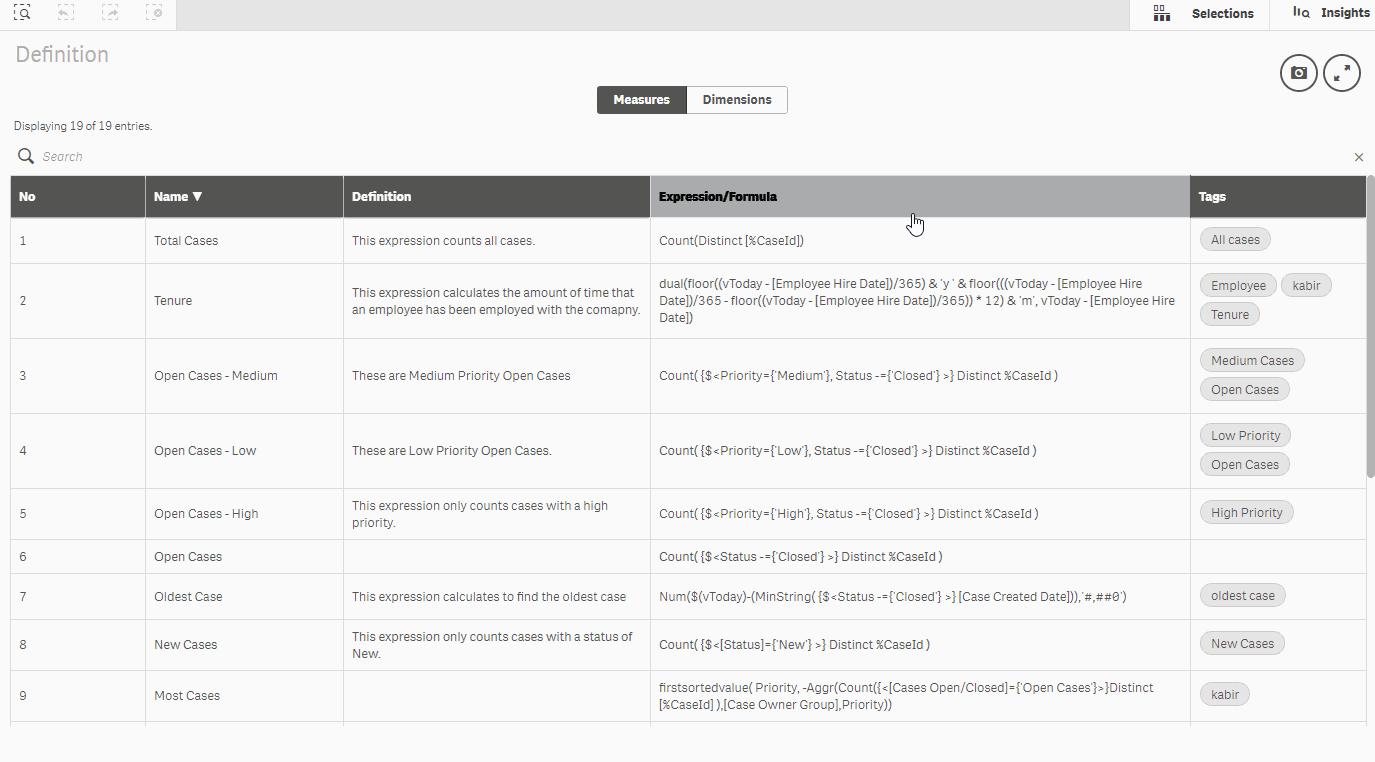 Selections
Insights
Definition
Measures
Dimensions
Displaying 19 of 19 entries.
Search
No
Name ▼
Definition
Expression/Formula
Tags
1
Total Cases
This expression counts all cases.
Count(Distinct [%CaseId])
All cases
2
Tenure
This expression calculates the amount of time that
an employee has been employed with the comapny.
dual(floor((vToday - [Employee Hire Date])/365) & 'y ' & floor(((vToday - [Employee Hire
Date])/365 - floor((vToday - [Employee Hire Date])/365)) * 12) & 'm', vToday - [Employee Hire
Date])
Employee
kabir
Tenure
3
Open Cases - Medium
These are Medium Priority Open Cases
Count( {$<Priority={'Medium'}, Status -={'Closed'} >} Distinct %CaseId )
Medium Cases
Open Cases
4
Open Cases - Low
These are Low Priority Open Cases.
Count( {$<Priority={'Low'}, Status -={'Closed'} >} Distinct %CaseId )
Low Priority
Open Cases
5
Open Cases - High
This expression only counts cases with a high
priority.
Count( {$<Priority={'High'}, Status -={'Closed'} >} Distinct %CaseId )
High Priority
6
Open Cases
Count( {$<Status -={'Closed'} >} Distinct %CaseId )
7
Oldest Case
This expression calculates to find the oldest case
Num($(vToday)-(MinString( {$<Status -={'Closed'} >} [Case Created Date])),'#,##0')
oldest case
8
New Cases
This expression only counts cases with a status of
New.
Count( {$<[Status]={'New'} >} Distinct %CaseId )
New Cases
9
Most Cases
firstsortedvalue( Priority, -Aggr(Count({<[Cases Open/Closed]={'Open Cases'}>}Distinct
[%CaseId] ),[Case Owner Group],Priority))
kabir